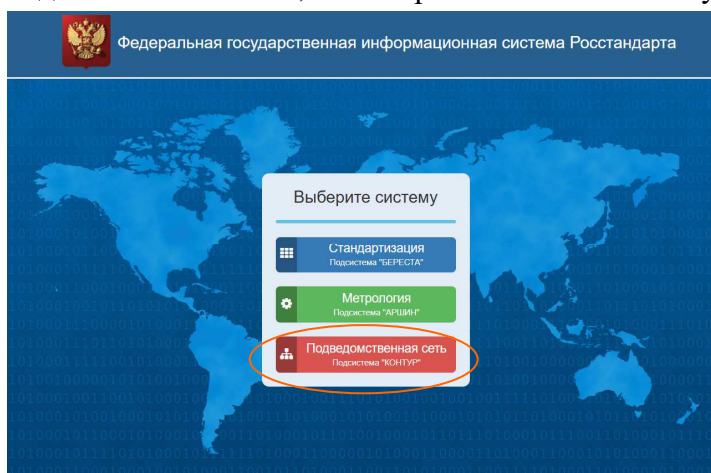 Федеральная государственная информационная система Росстандарта
Выберите систему
Стандартизация
Подсистема "БЕРЕСТА"
Метрология
Подсистема "АРШИН"
Подведомственная сеть
Подсистема "КОНТУР"